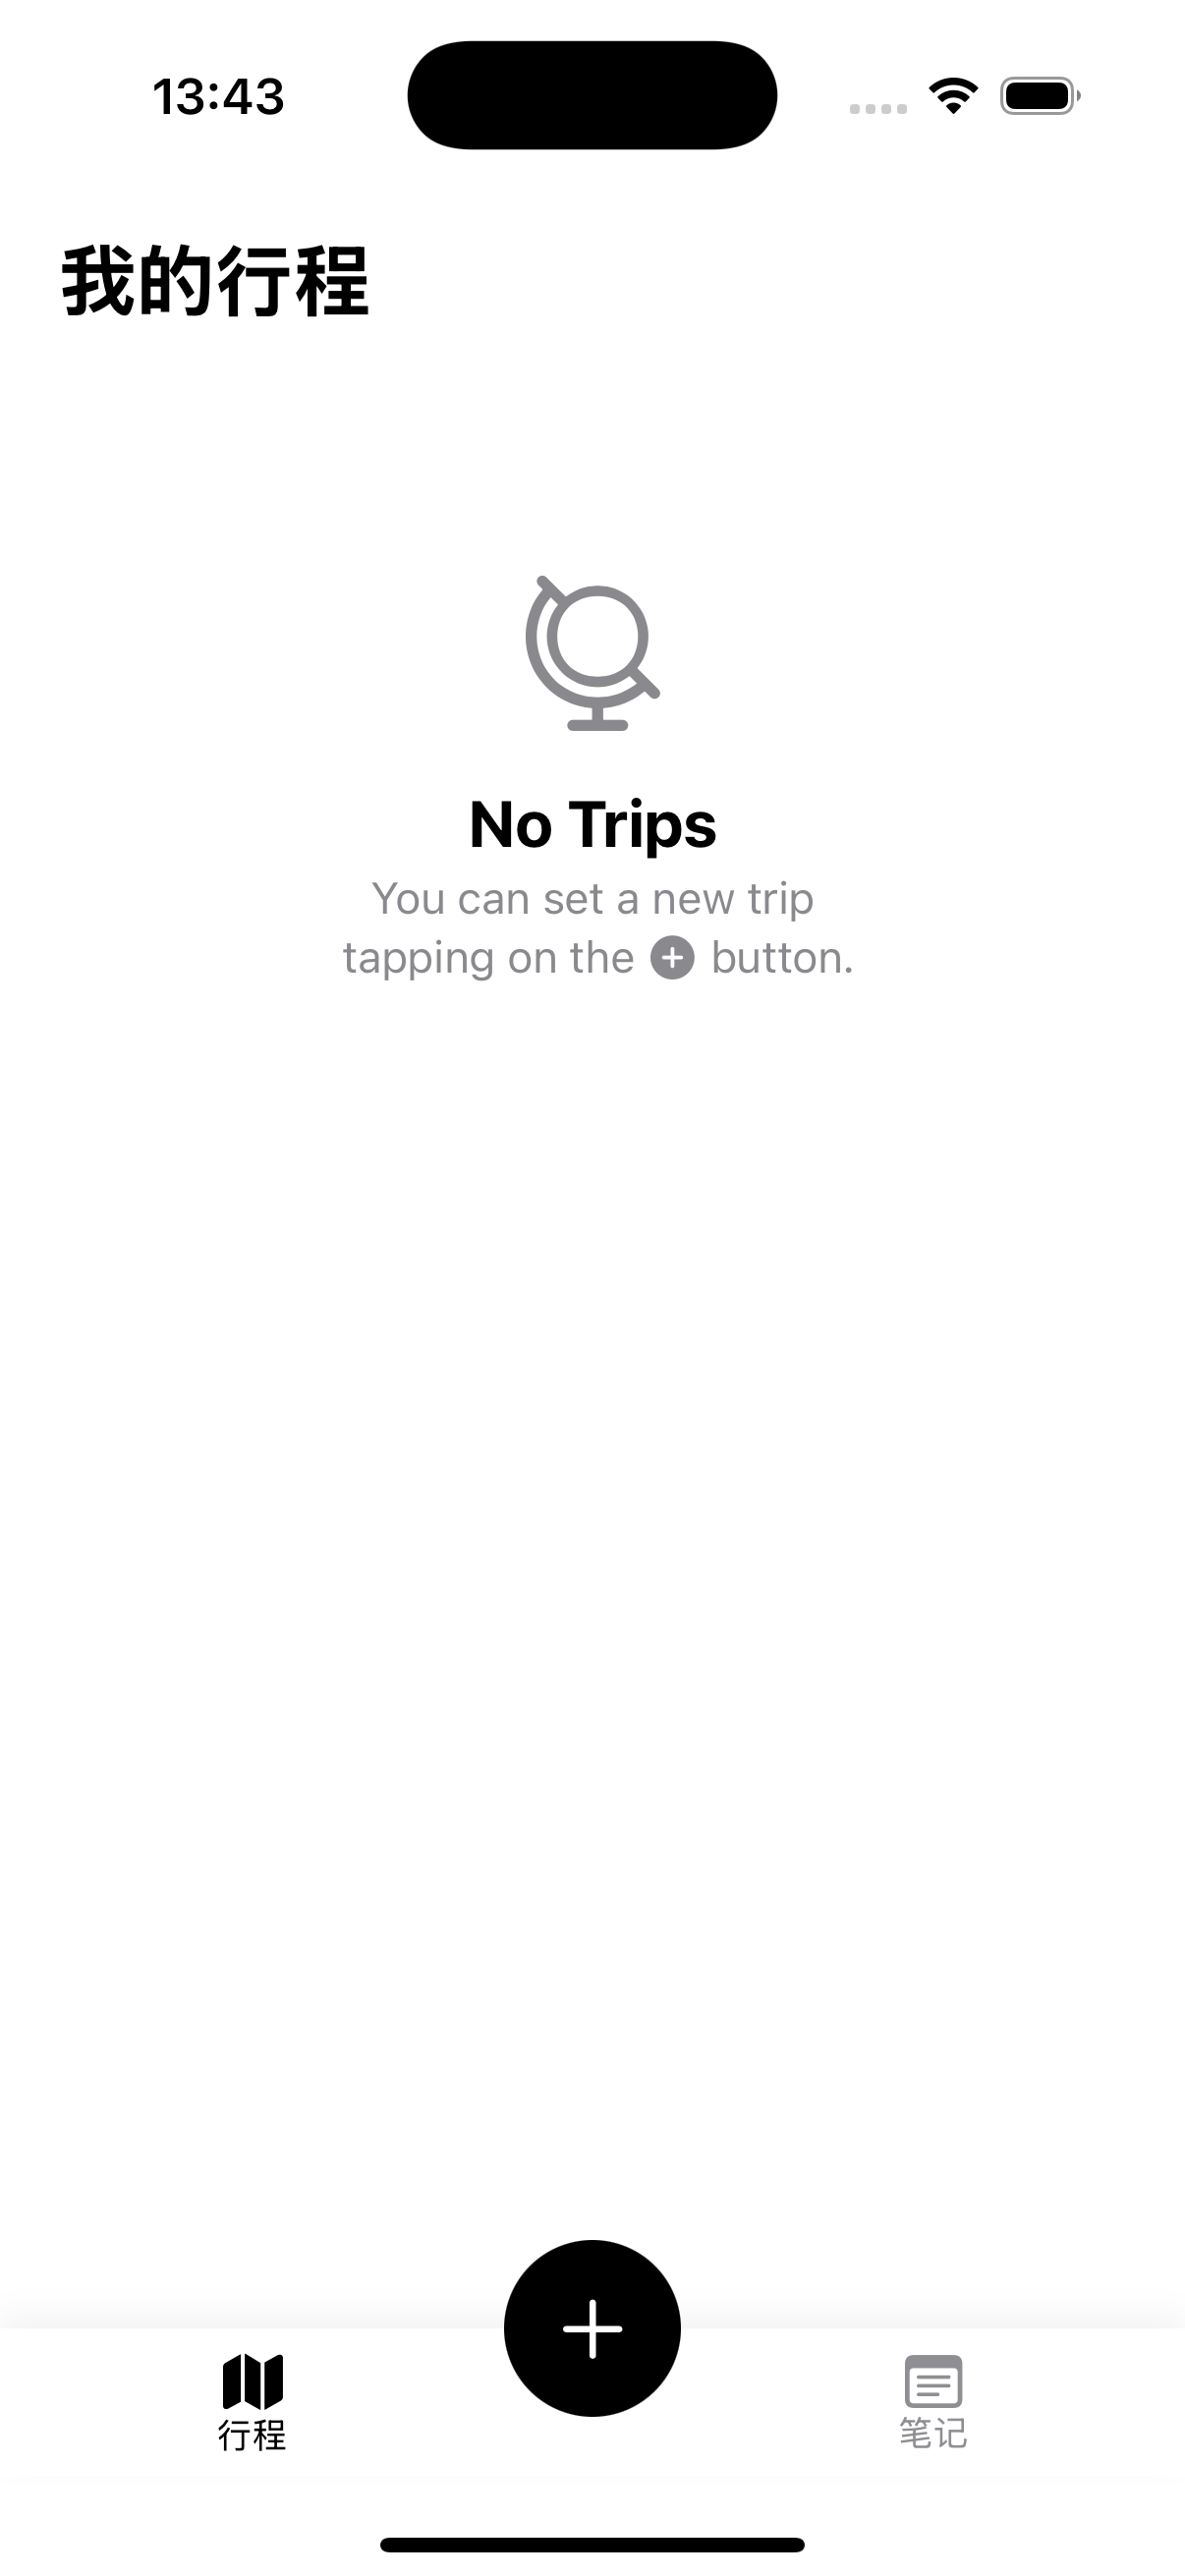 13:43
我的行程
No Trips
You can set a new trip
tapping on the button.
行程
笔记